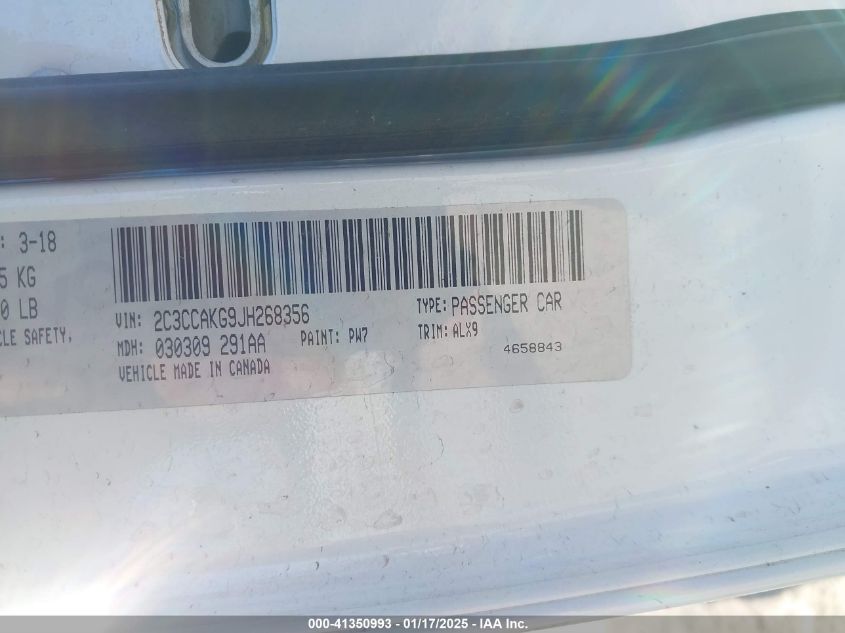 : 3-18
5 KG
0 LB
CLE SAFETY,
VIN: 2C3CCAKG9JH268356
TYPE: PASSENGER CAR
MDH: 030309 291AA
PAINT: PW7
TRIM: ALX9
VEHICLE MADE IN CANADA
4658843
000-41350993 - 01/17/2025 - IAA Inc.